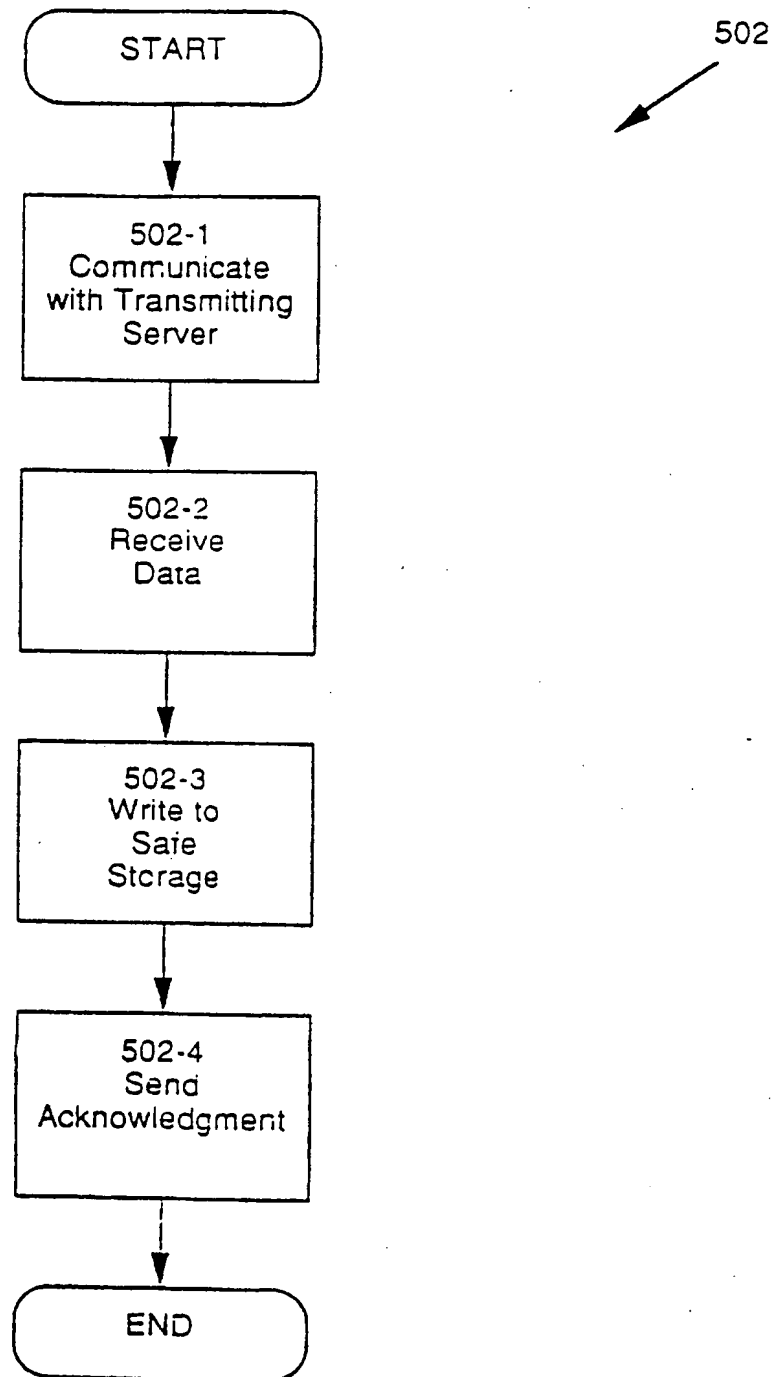 START
502
502-1
Communicate
with Transmitting
Server
502-2
Receive
Data
502-3
Write to
Safe
Storage
502-4
Send
Acknowledgment
END